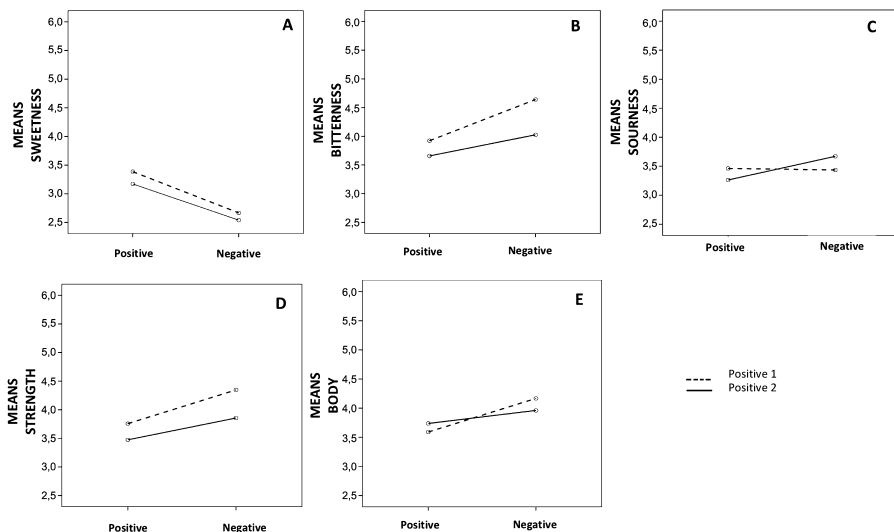 A
MEANS
SWEETNESS
6,0
5,5
5,0
4,5
4,0
3,5
3,0
2,5
Positive Negative
B
MEANS
BITTERNESS
6,0
5,5
5,0
4,5
4,0
3,5
3,0
2,5
Positive Negative
C
MEANS
SOURNESS
6,0
5,5
5,0
4,5
4,0
3,5
3,0
2,5
Positive Negative
D
MEANS
STRENGTH
6,0
5,5
5,0
4,5
4,0
3,5
3,0
2,5
Positive Negative
E
MEANS
BODY
6,0
5,5
5,0
4,5
4,0
3,5
3,0
2,5
Positive Negative
Positive 1
Positive 2